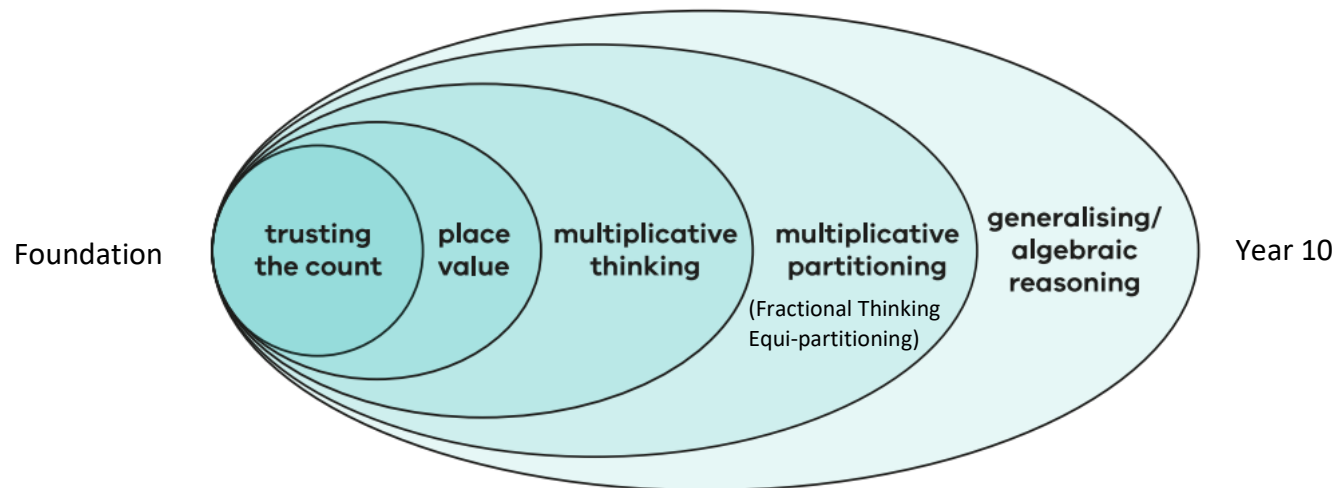 Foundation
trusting
the count
place
value
multiplicative
thinking
multiplicative
partitioning
(Fractional Thinking
Equi-partitioning)
generalising/
algebraic
reasoning
Year 10